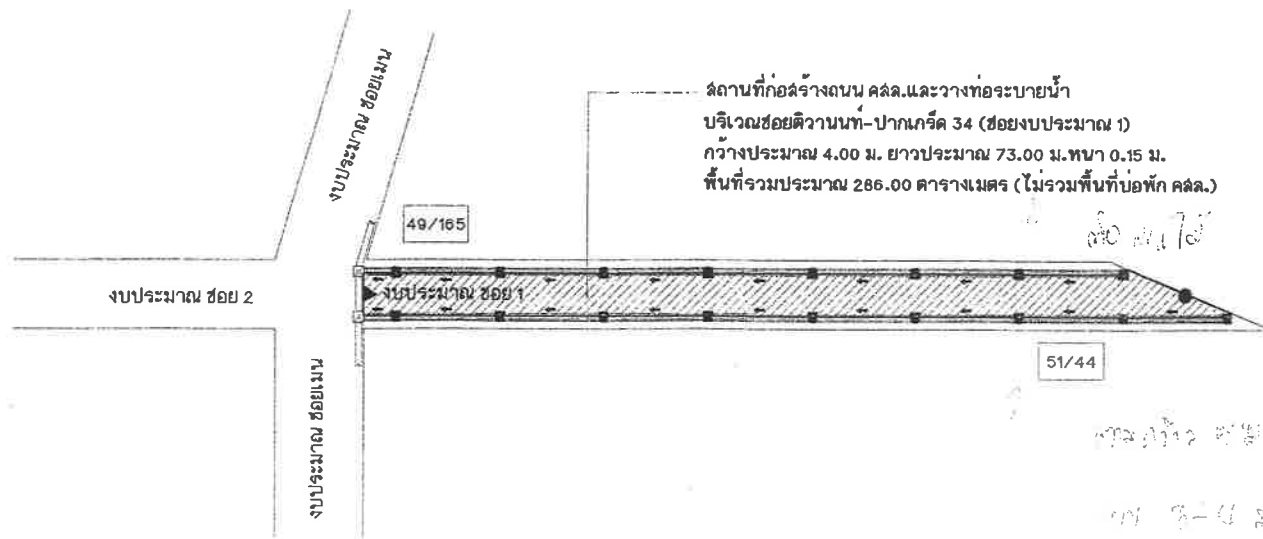 งบประมาณ ซอยเมน
สถานที่ก่อสร้างถนน คสล.และวางท่อระบายน้ำ
บริเวณซอยติวานนท์-ปากเกร็ด 34 (ซอยงบประมาณ 1)
กว้างประมาณ 4.00 ม. ยาวประมาณ 73.00 ม.หนา 0.15 ม.
พื้นที่รวมประมาณ 286.00 ตารางเมตร (ไม่รวมพื้นที่บ่อพัก คสล.)
49/165
งบประมาณ ซอย 2
งบประมาณ ซอย 1
51/44
งบประมาณ ซอยเมน